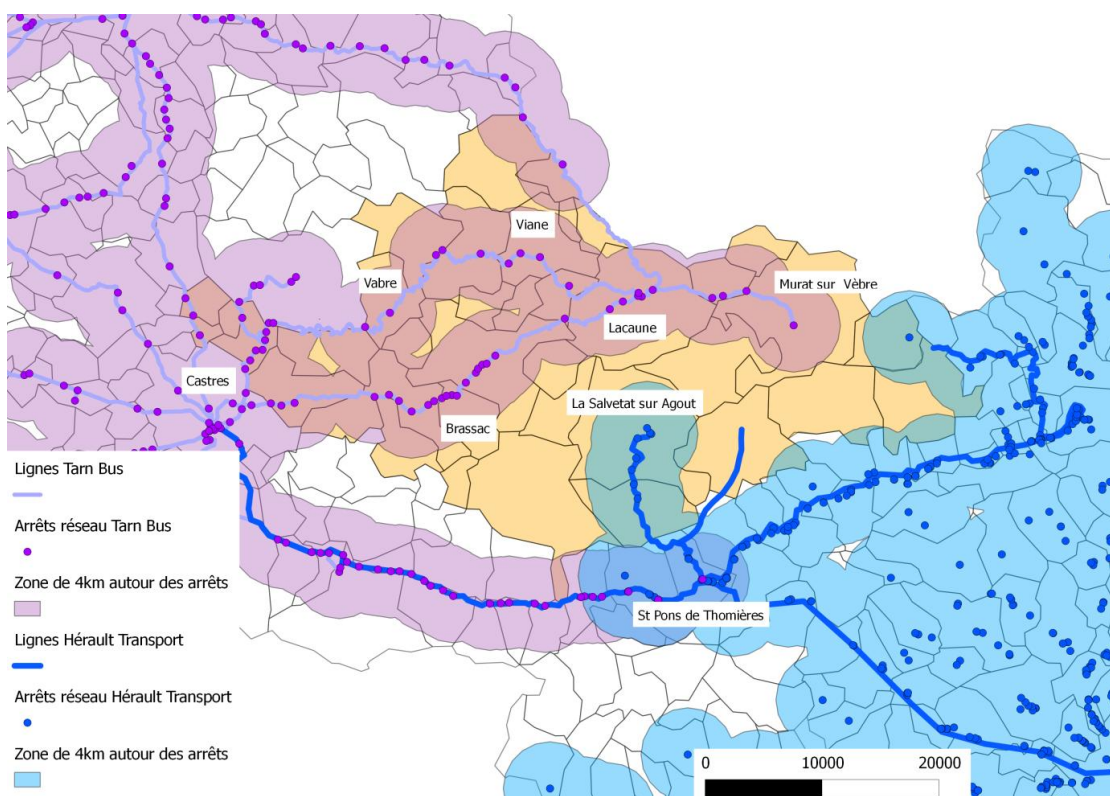 Viane
Vabre
Murat sur Vèbre
Lacaune
Castres
La Salvetat sur Agout
Brassac
Lignes Tarn Bus
Arrêts réseau Tarn Bus
Zone de 4km autour des arrêts
Lignes Hérault Transport
St Pons de Thomières
Arrêts réseau Hérault Transport
Zone de 4km autour des arrêts
0 10000 20000